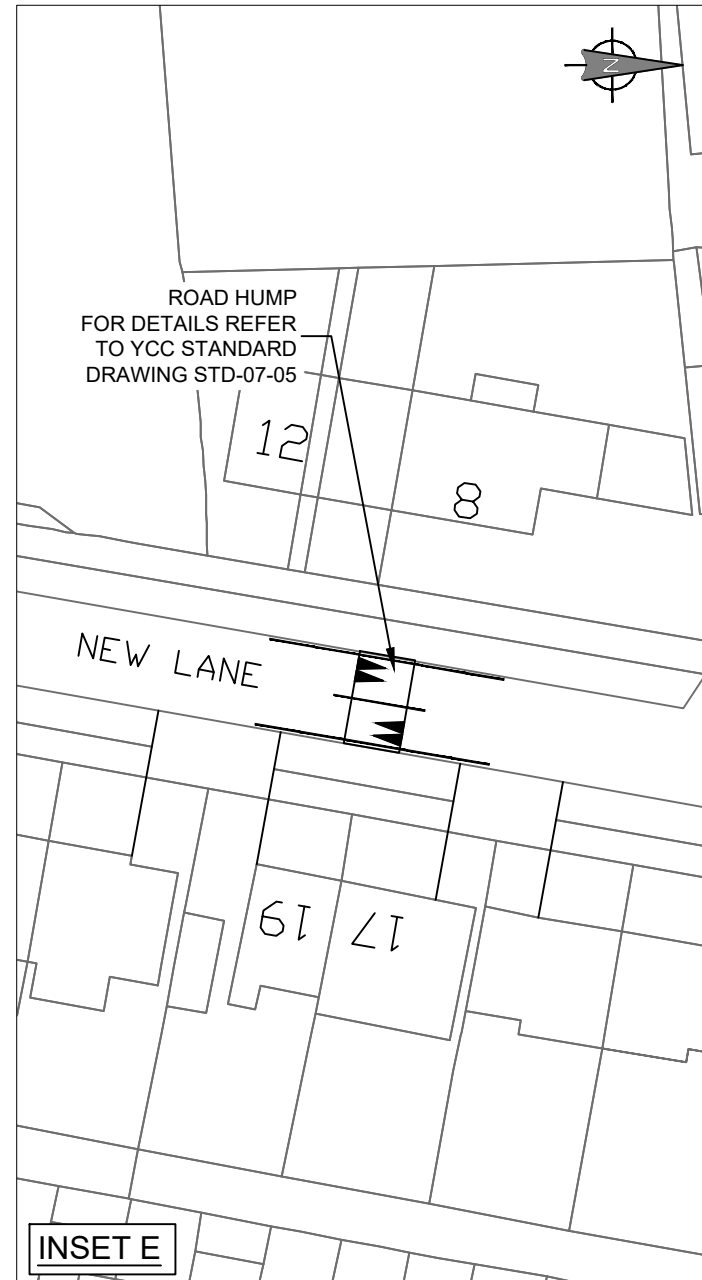 N
ROAD HUMP
FOR DETAILS REFER
TO YCC STANDARD
DRAWING STD-07-05
12
8
NEW LANE
19
17
INSET E